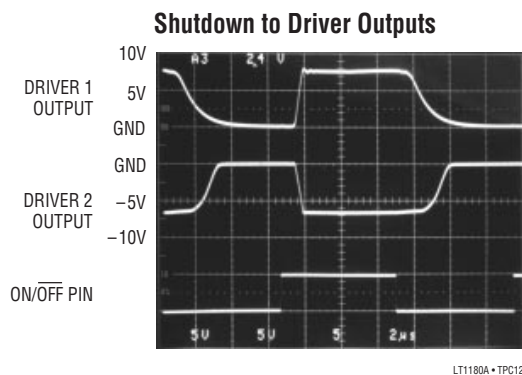 Shutdown to Driver Outputs
A3 2.4 V
10V
DRIVER 1
OUTPUT
5V
GND
GND
DRIVER 2
OUTPUT
–5V
–10V
ON/OFF PIN
5V 5V 5 2µs
LT1180A • TPC12